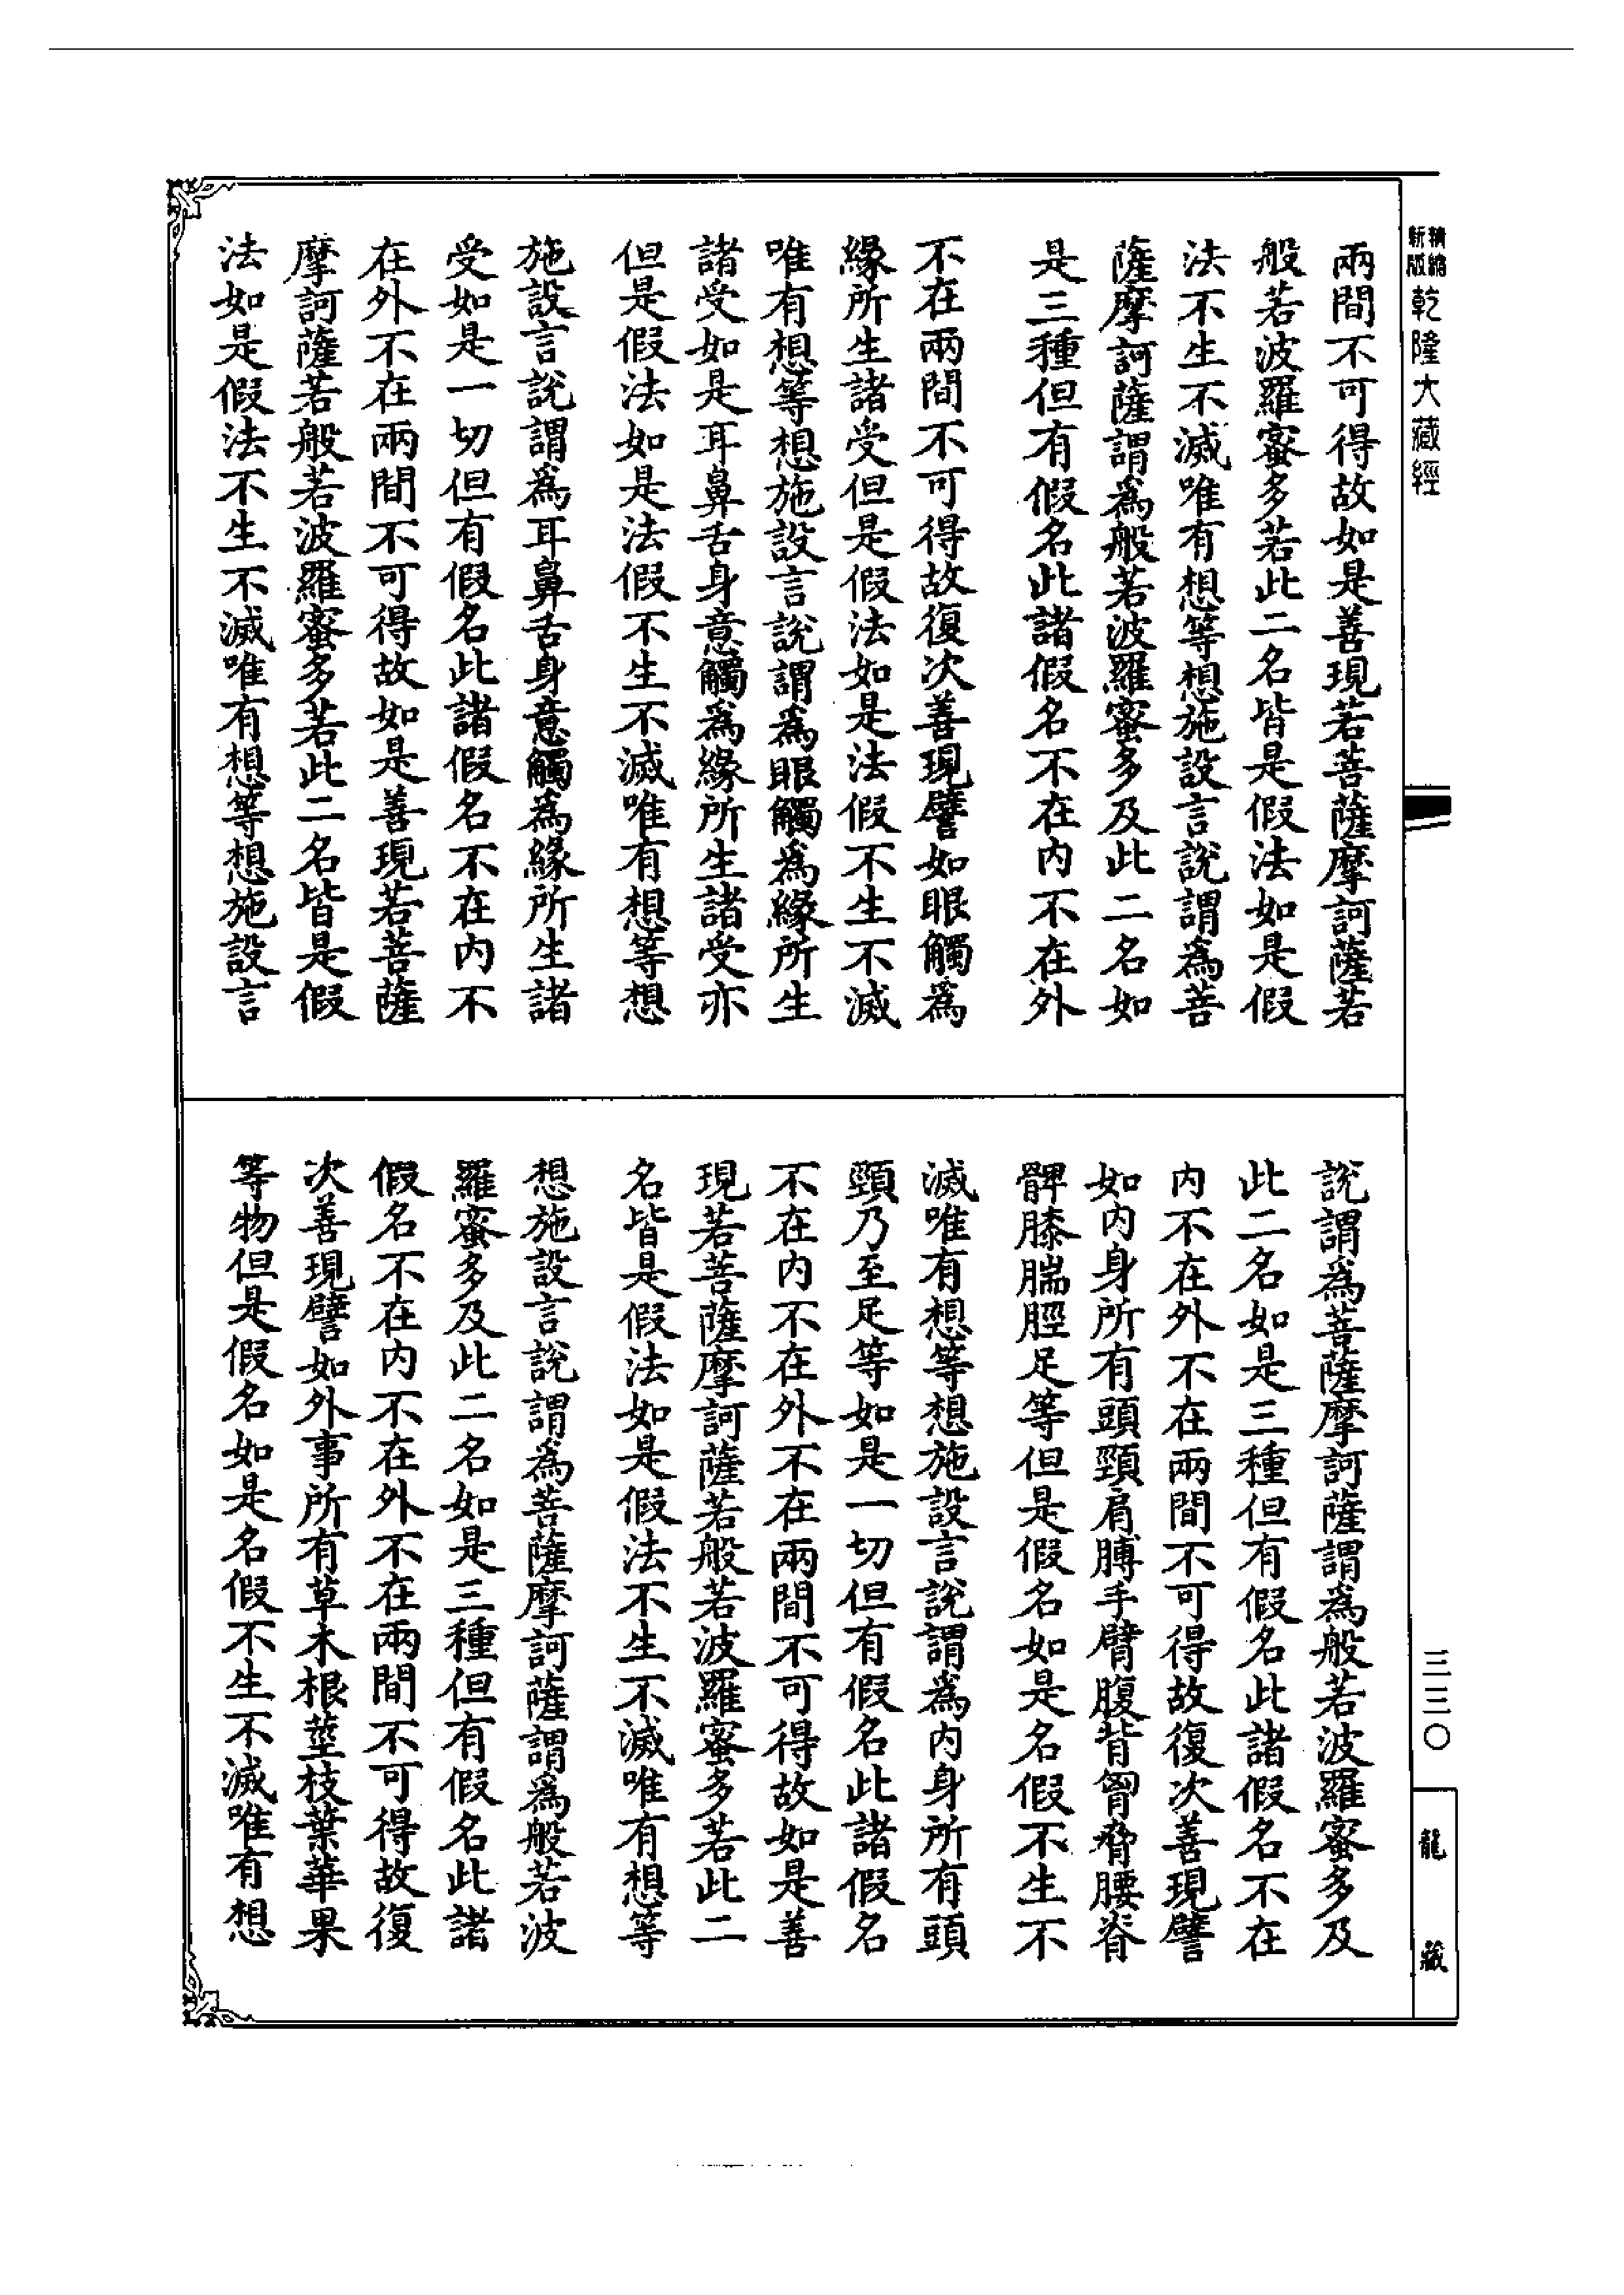 新版
精縮
乾隆大藏經
兩間不可得故如是善現若菩薩摩訶薩若
般若波羅蜜多若此二名皆是假法如是假
法不生不滅唯有想等想施設言說謂為菩
薩摩訶薩謂為般若波羅蜜多及此二名如
是三種但有假名此諸假名不在內不在外
不在兩間不可得故復次善現譬如眼觸為
緣所生諸受但是假法如是法假不生不滅
唯有想等想施設言說謂為眼觸為緣所生
諸受如是耳鼻舌身意觸為緣所生諸受亦
但是假法如是法假不生不滅唯有想等想
施設言說謂為耳鼻舌身意觸為緣所生諸
受如是一切但有假名此諸假名不在內不
在外不在兩間不可得故如是善現若菩薩
摩訶薩若般若波羅蜜多若此二名皆是假
法如是假法不生不滅唯有想等想施設言
說謂為菩薩摩訶薩謂為般若波羅蜜多及
此二名如是三種但有假名此諸假名不在
內不在外不在兩間不可得故復次善現譬
如內身所有頭頸肩膊手臂腹背胷脅腰脊
髀膝腨脛足等但是假名如是名假不生不
滅唯有想等想施設言說謂為內身所有頭
頸乃至足等如是一切但有假名此諸假名
不在內不在外不在兩間不可得故如是善
現若菩薩摩訶薩若般若波羅蜜多若此二
名皆是假法如是假法不生不滅唯有想等
想施設言說謂為菩薩摩訶薩謂為般若波
羅蜜多及此二名如是三種但有假名此諸
假名不在內不在外不在兩間不可得故復
次善現譬如外事所有草木根莖枝葉華果
等物但是假名如是名假不生不滅唯有想
三三〇
龍藏